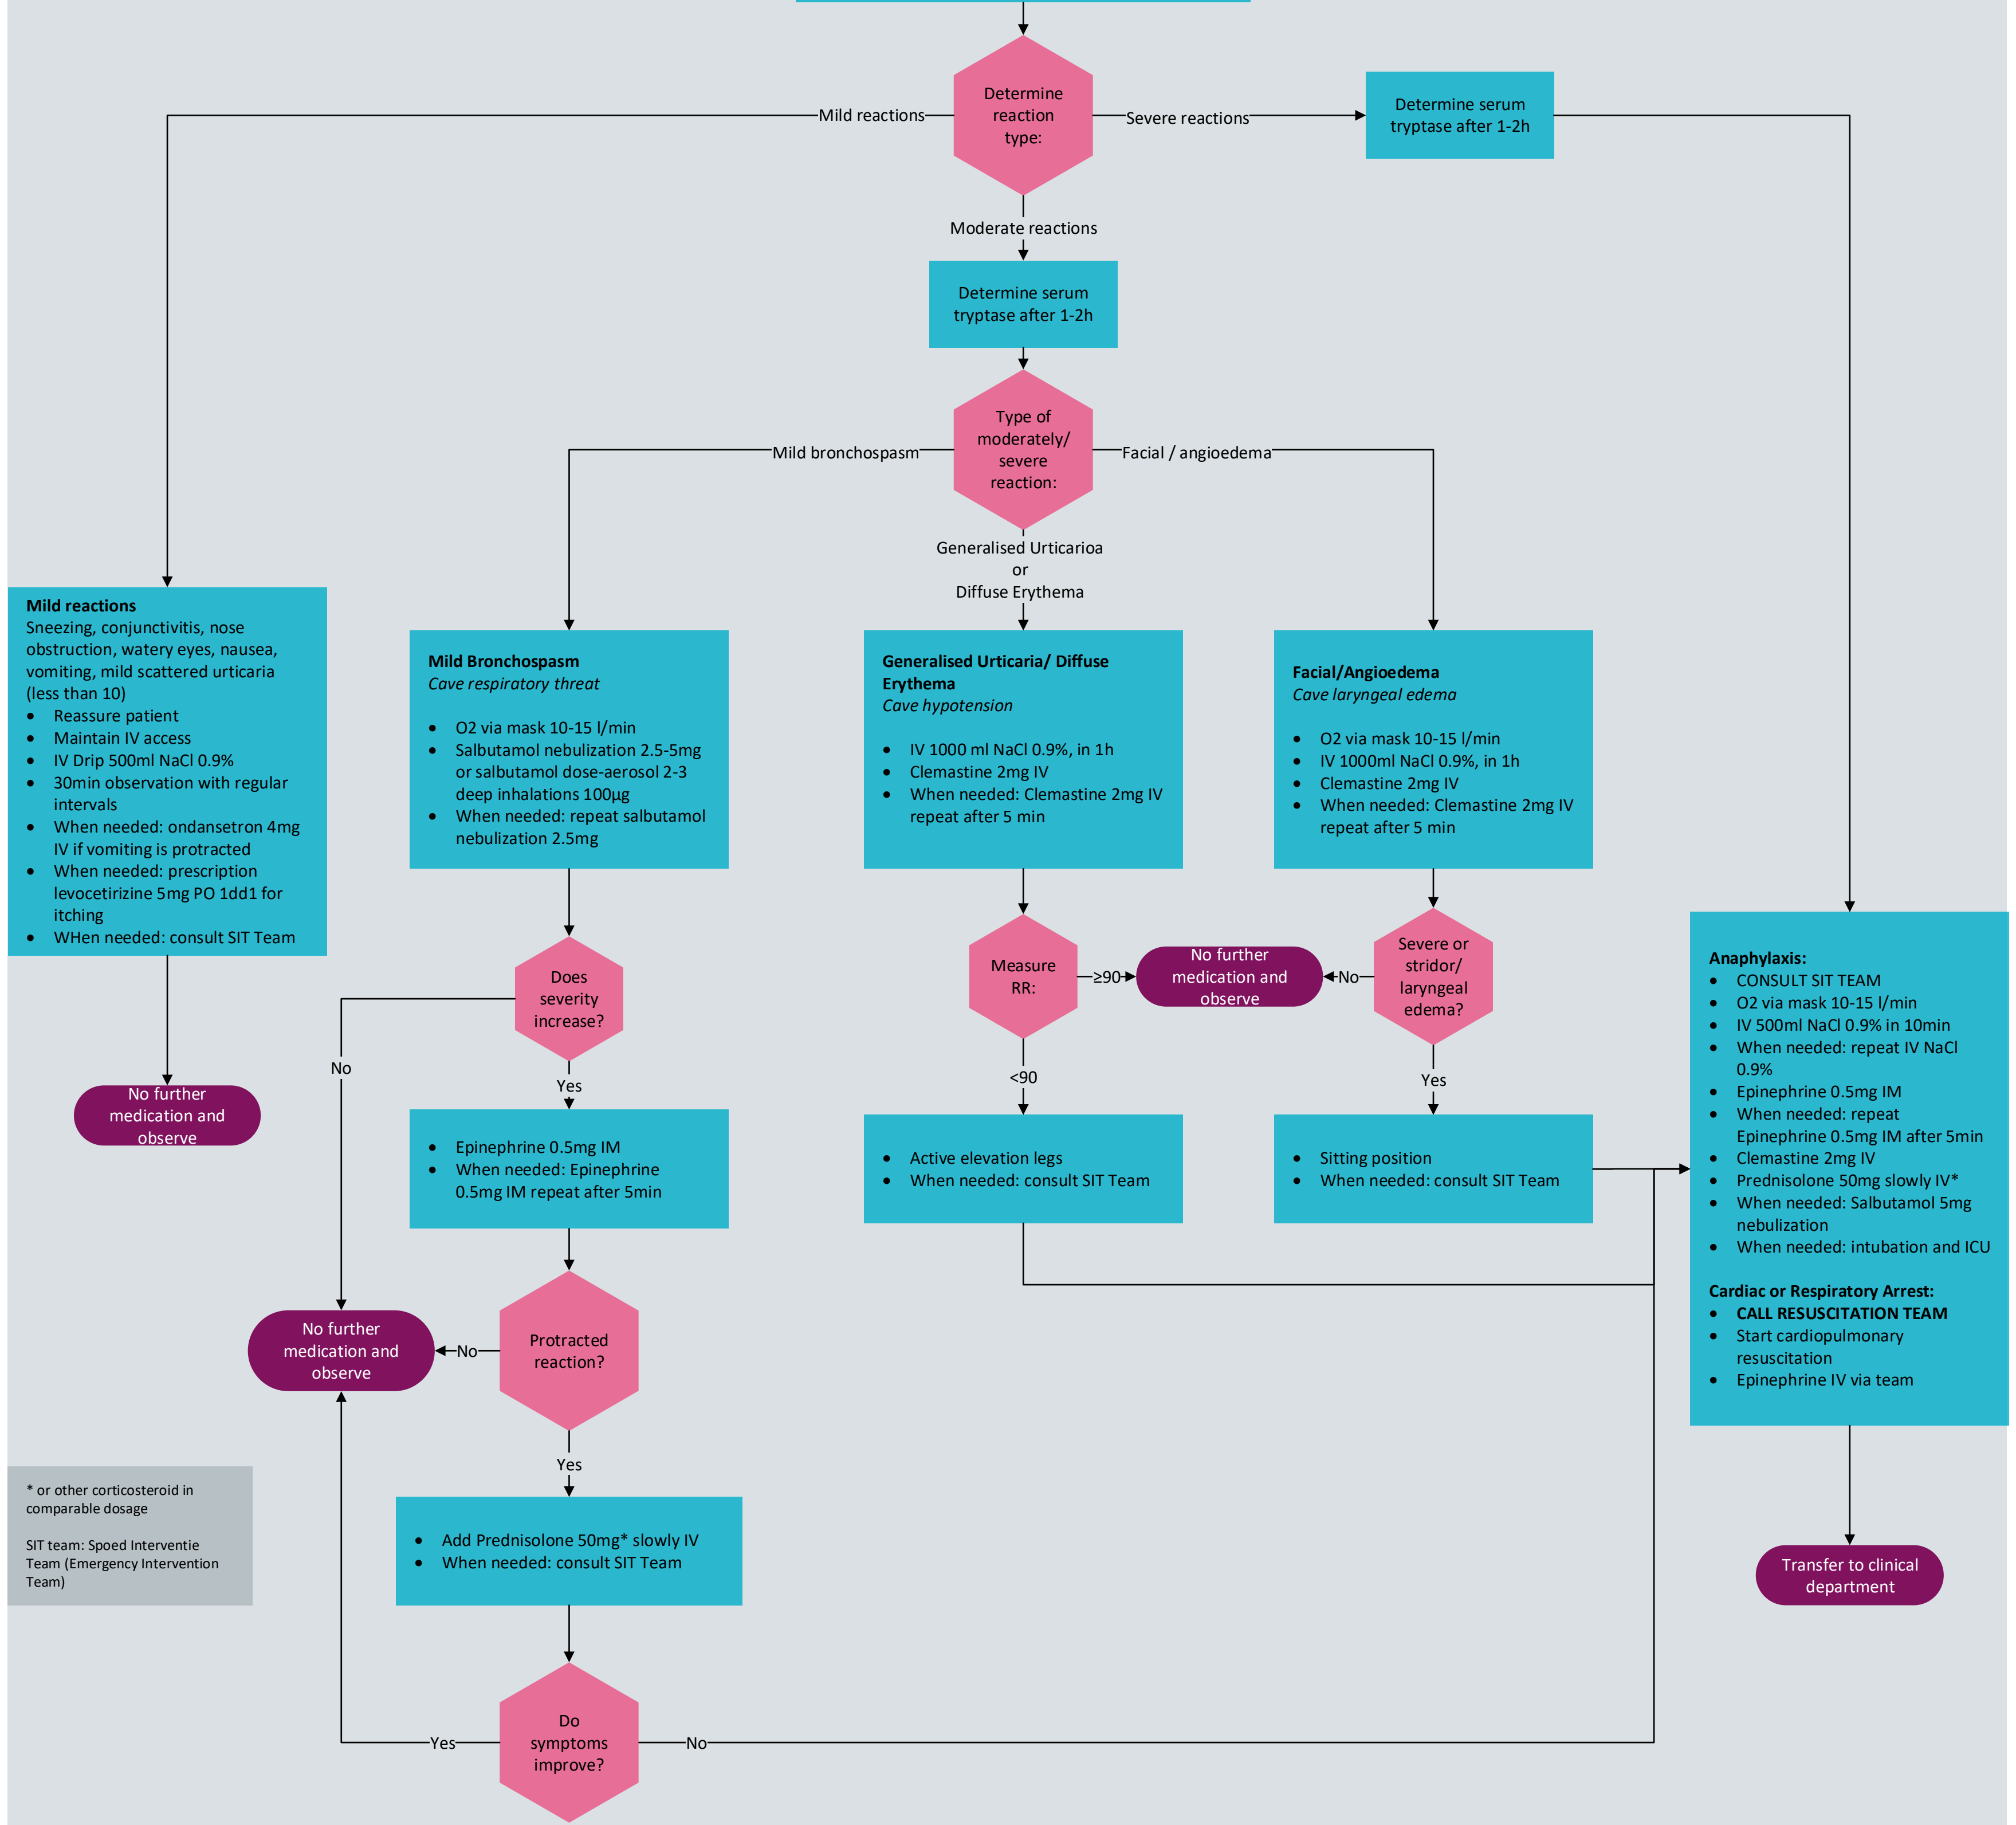 Determine
reaction
type:
Mild reactions
Severe reactions
Determine serum
tryptase after 1-2h
Moderate reactions
Determine serum
tryptase after 1-2h
Type of
moderately/
severe
reaction:
Mild bronchospasm
Facial / angioedema
Generalised Urticarioa
or
Diffuse Erythema
Mild reactions
Sneezing, conjunctivitis, nose
obstruction, watery eyes, nausea,
vomiting, mild scattered urticaria
(less than 10)
• Reassure patient
• Maintain IV access
• IV Drip 500ml NaCl 0.9%
• 30min observation with regular
intervals
• When needed: ondansetron 4mg
IV if vomiting is protracted
• When needed: prescription
levocetirizine 5mg PO 1dd1 for
itching
• WHen needed: consult SIT Team
No further
medication and
observe
Mild Bronchospasm
Cave respiratory threat
• O2 via mask 10-15 l/min
• Salbutamol nebulization 2.5-5mg
or salbutamol dose-aerosol 2-3
deep inhalations 100µg
• When needed: repeat salbutamol
nebulization 2.5mg
Does
severity
increase?
No
Yes
• Epinephrine 0.5mg IM
• When needed: Epinephrine
0.5mg IM repeat after 5min
Protracted
reaction?
No
No further
medication and
observe
Yes
• Add Prednisolone 50mg* slowly IV
• When needed: consult SIT Team
Do
symptoms
improve?
Yes
No
Generalised Urticaria/ Diffuse
Erythema
Cave hypotension
• IV 1000 ml NaCl 0.9%, in 1h
• Clemastine 2mg IV
• When needed: Clemastine 2mg IV
repeat after 5 min
Measure
RR:
≥90
No further
medication and
observe
<90
• Active elevation legs
• When needed: consult SIT Team
Facial/Angioedema
Cave laryngeal edema
• O2 via mask 10-15 l/min
• IV 1000ml NaCl 0.9%, in 1h
• Clemastine 2mg IV
• When needed: Clemastine 2mg IV
repeat after 5 min
Severe or
stridor/
laryngeal
edema?
No
Yes
• Sitting position
• When needed: consult SIT Team
Anaphylaxis:
• CONSULT SIT TEAM
• O2 via mask 10-15 l/min
• IV 500ml NaCl 0.9% in 10min
• When needed: repeat IV NaCl
0.9%
• Epinephrine 0.5mg IM
• When needed: repeat
Epinephrine 0.5mg IM after 5min
• Clemastine 2mg IV
• Prednisolone 50mg slowly IV*
• When needed: Salbutamol 5mg
nebulization
• When needed: intubation and ICU
Cardiac or Respiratory Arrest:
• CALL RESUSCITATION TEAM
• Start cardiopulmonary
resuscitation
• Epinephrine IV via team
Transfer to clinical
department
* or other corticosteroid in
comparable dosage
SIT team: Spoed Interventie
Team (Emergency Intervention
Team)